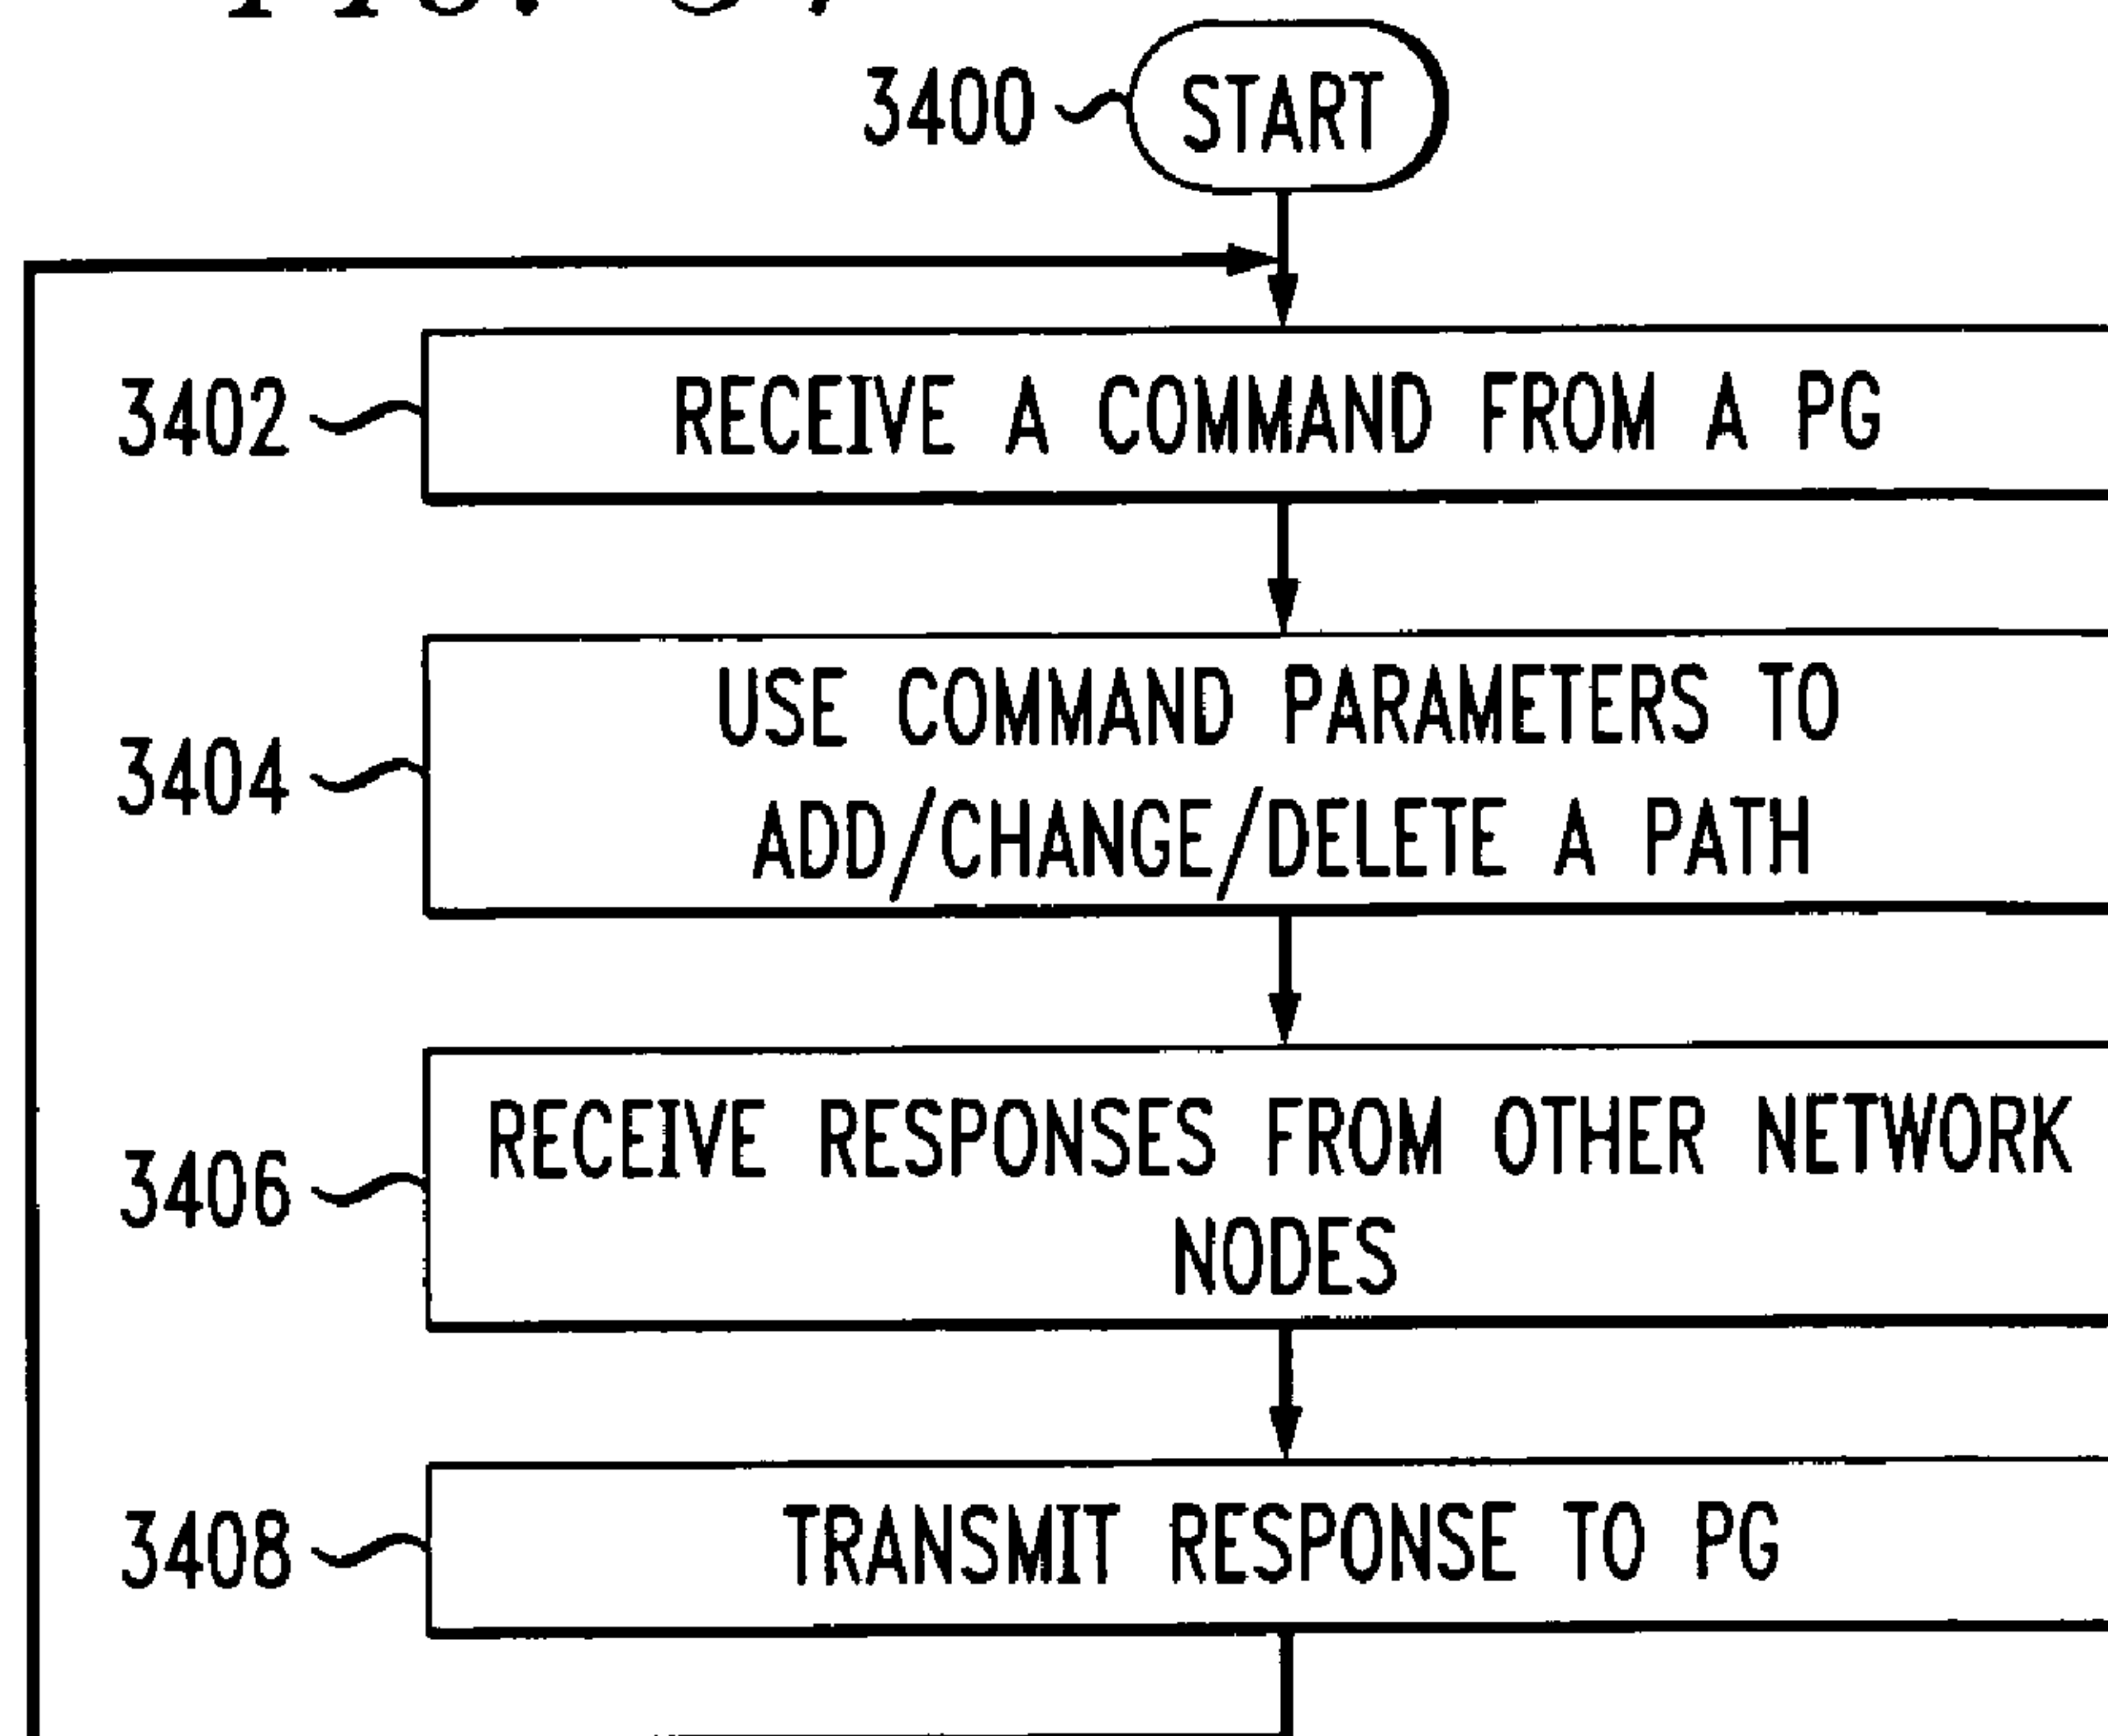 3400 START
3402 RECEIVE A COMMAND FROM A PG
USE COMMAND PARAMETERS TO
3404
ADD/CHANGE/DELETE A PATH
RECEIVE RESPONSES FROM OTHER NETWORK
3406
NODES
3408 TRANSMIT RESPONSE TO PG